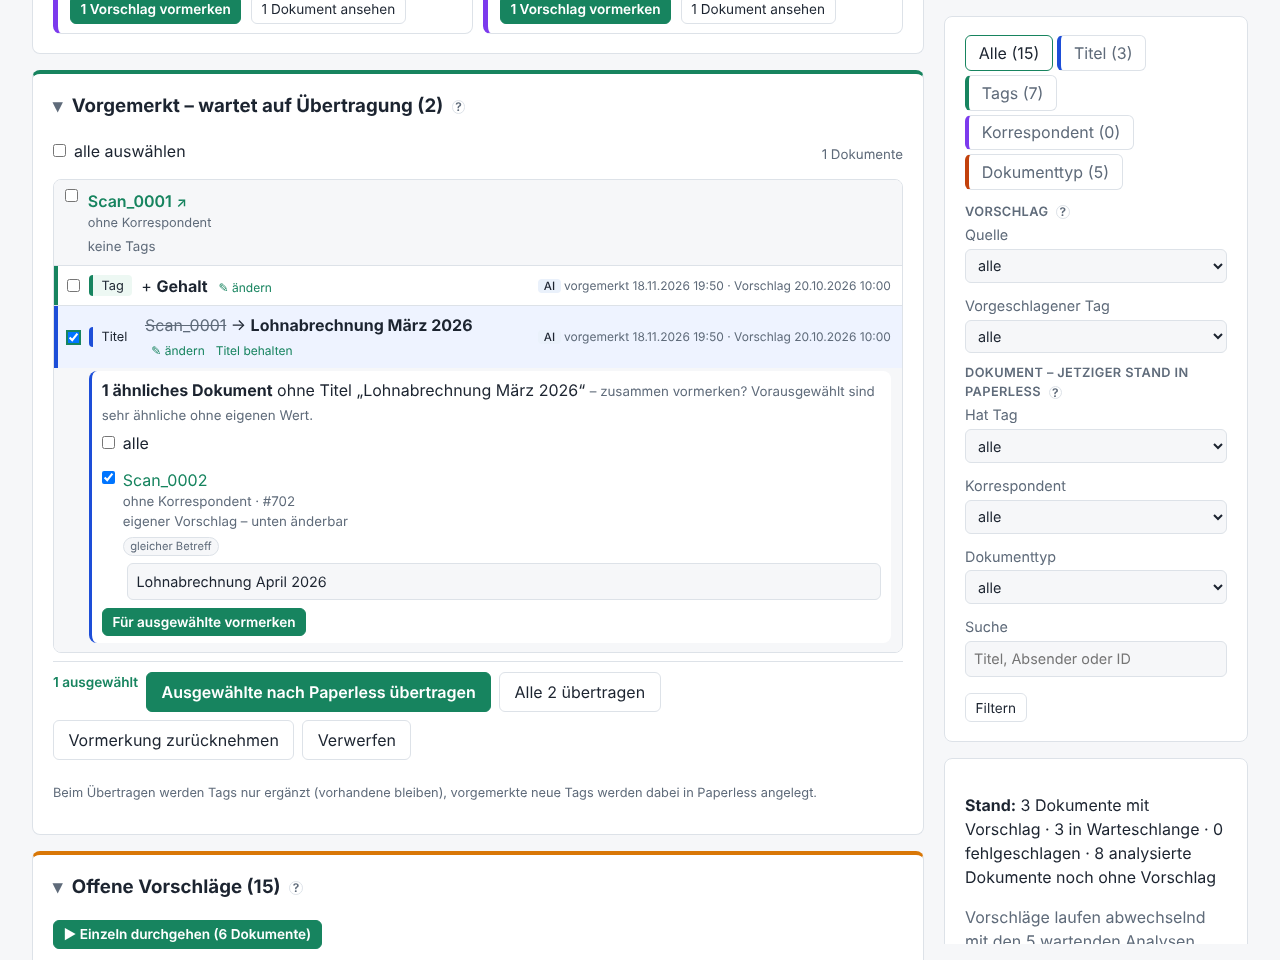 1 Vorschlag vormerken
1 Dokument ansehen
1 Vorschlag vormerken
1 Dokument ansehen
▼ Vorgemerkt – wartet auf Übertragung (2) ?
alle auswählen
1 Dokumente
Scan_0001 ↗
ohne Korrespondent
keine Tags
Tag + Gehalt ✎ ändern AI vorgemerkt 18.11.2026 19:50 · Vorschlag 20.10.2026 10:00
Titel Scan_0001 → Lohnabrechnung März 2026 AI vorgemerkt 18.11.2026 19:50 · Vorschlag 20.10.2026 10:00
✎ ändern Titel behalten
1 ähnliches Dokument ohne Titel „Lohnabrechnung März 2026“ – zusammen vormerken? Vorausgewählt sind
sehr ähnliche ohne eigenen Wert.
alle
Scan_0002
ohne Korrespondent · #702
eigener Vorschlag – unten änderbar
gleicher Betreff
Lohnabrechnung April 2026
Für ausgewählte vormerken
1 ausgewählt
Ausgewählte nach Paperless übertragen
Alle 2 übertragen
Vormerkung zurücknehmen
Verwerfen
Beim Übertragen werden Tags nur ergänzt (vorhandene bleiben), vorgemerkte neue Tags werden dabei in Paperless angelegt.
▼ Offene Vorschläge (15) ?
▶ Einzeln durchgehen (6 Dokumente)
Alle (15)
Titel (3)
Tags (7)
Korrespondent (0)
Dokumenttyp (5)
VORSCHLAG ?
Quelle
alle
Vorgeschlagener Tag
alle
DOKUMENT – JETZIGER STAND IN
PAPERLESS ?
Hat Tag
alle
Korrespondent
alle
Dokumenttyp
alle
Suche
Titel, Absender oder ID
Filtern
Stand: 3 Dokumente mit
Vorschlag · 3 in Warteschlange · 0
fehlgeschlagen · 8 analysierte
Dokumente noch ohne Vorschlag
Vorschläge laufen abwechselnd
mit den 5 wartenden Analysen